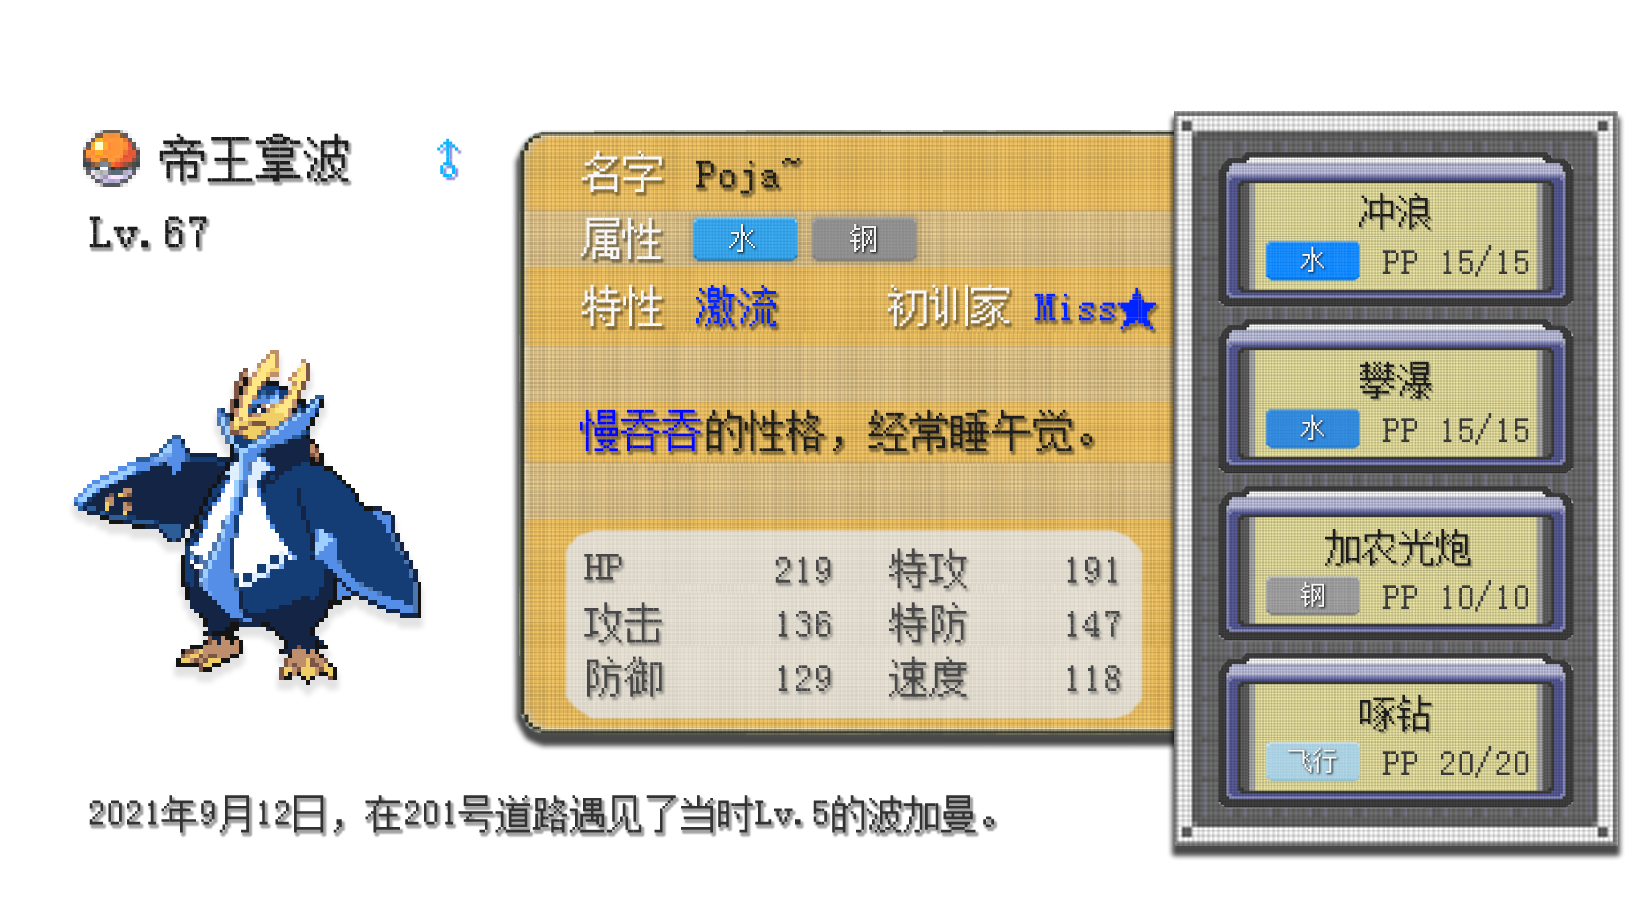 帝王拿波
Lv.67
名字 Poja~
属性 水 钢
特性 激流 初训家 Miss★
慢吞吞的性格，经常睡午觉。
HP 219 特攻 191
攻击 136 特防 147
防御 129 速度 118
冲浪
水 PP 15/15
攀瀑
水 PP 15/15
加农光炮
钢 PP 10/10
啄钻
飞行 PP 20/20
2021年9月12日，在201号道路遇见了当时Lv.5的波加曼。